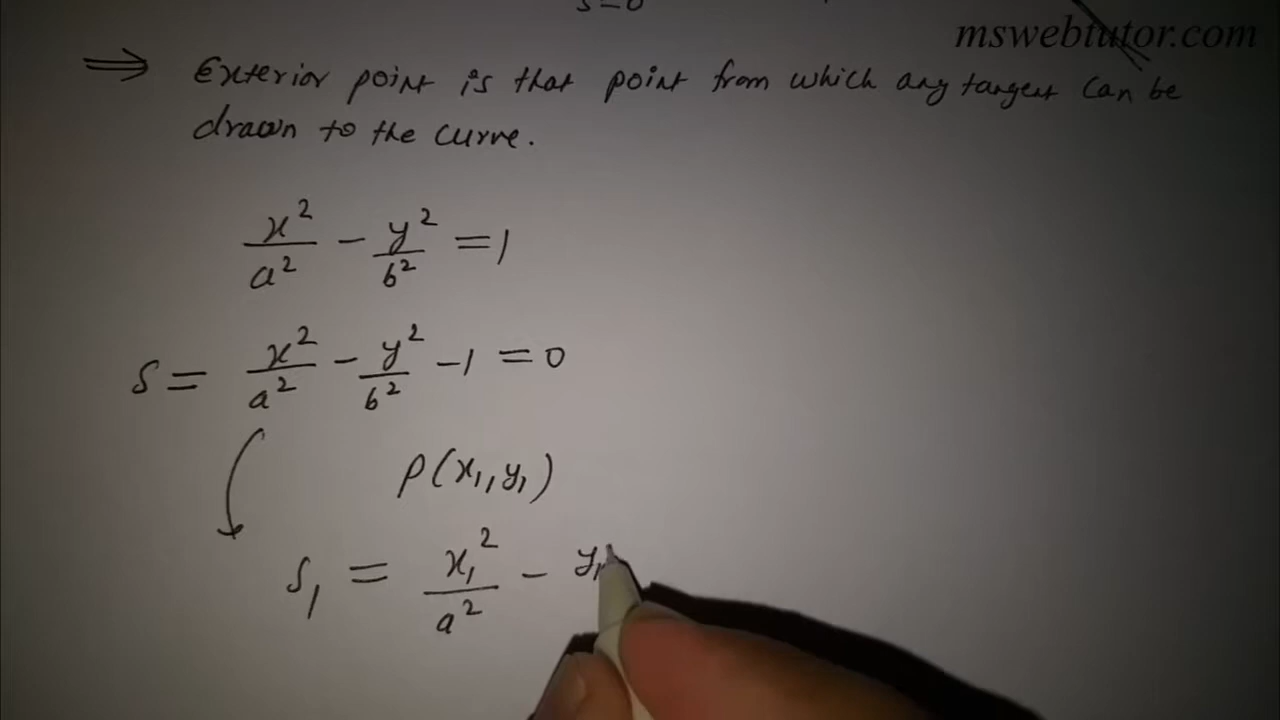 S=0
mswebtutor.com
⇒ Exterior point is that point from which any tangent can be
drawn to the curve.
x²/a² - y²/b² = 1
S = x²/a² - y²/b² - 1 = 0
P(x₁, y₁)
S₁ = x₁²/a² - y₁